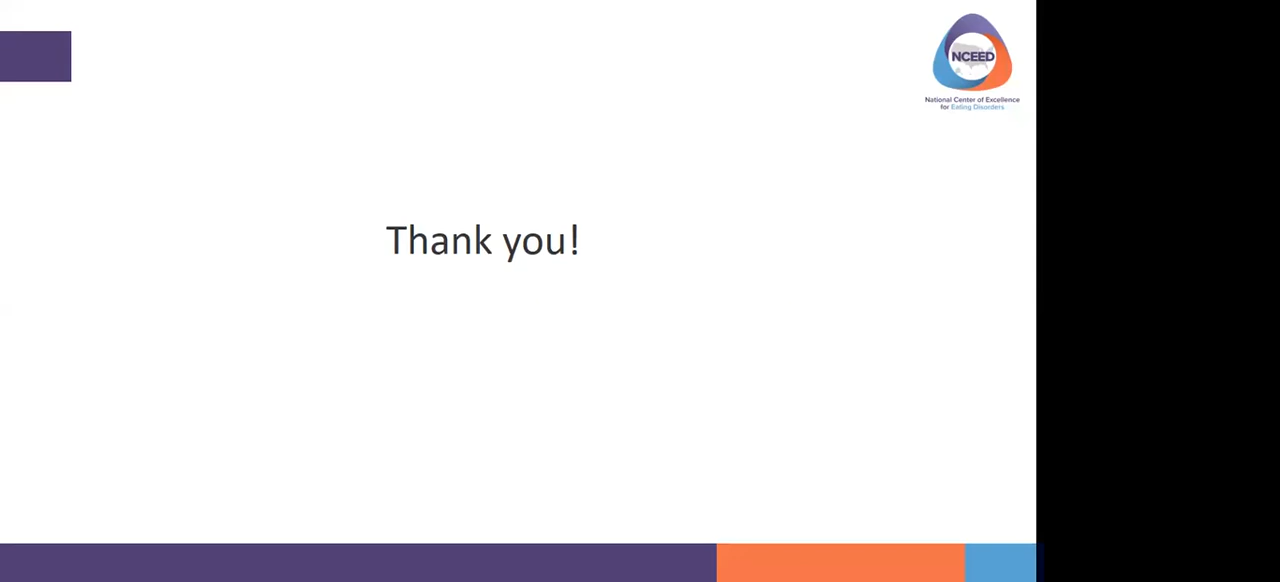 NCEED
National Center of Excellence
for Eating Disorders
Thank you!